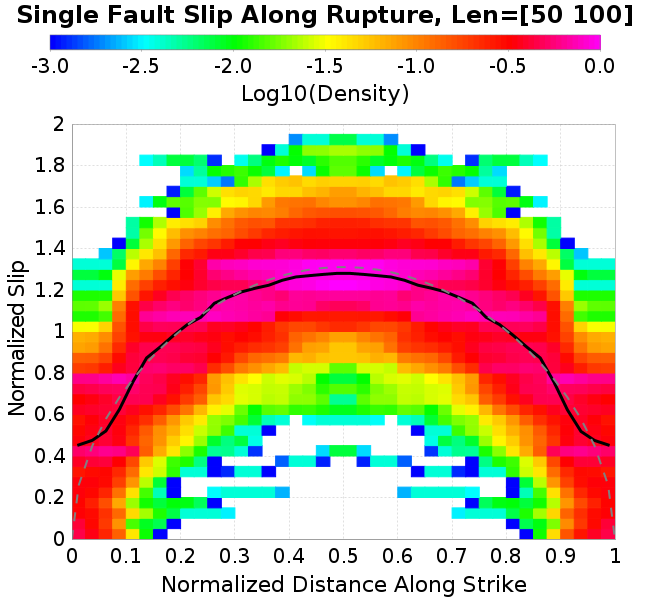 Single Fault Slip Along Rupture, Len=[50 100]
-3.0 -2.5 -2.0 -1.5 -1.0 -0.5 0.0
Log10(Density)
2
1.8
1.6
1.4
1.2
1
0.8
0.6
0.4
0.2
0
Normalized Slip
0 0.1 0.2 0.3 0.4 0.5 0.6 0.7 0.8 0.9 1
Normalized Distance Along Strike